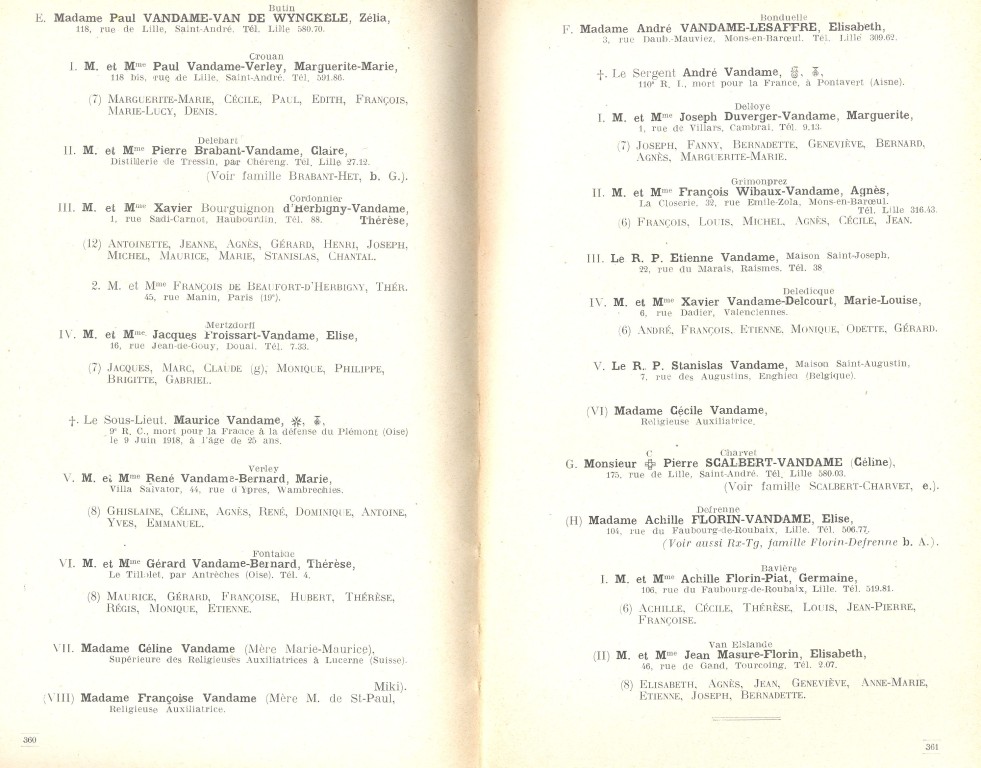 Butin
E. Madame Paul VANDAME-VAN DE WYNCKÈLE, Zélia,
118, rue de Lille, Saint-André. Tél. Lille 580.70.
Crouan
I. M. et Mme Paul Vandame-Verley, Marguerite-Marie,
118 bis, rue de Lille, Saint-André. Tél. 591.86.
(7) MARGUERITE-MARIE, CÉCILE, PAUL, EDITH, FRANÇOIS,
MARIE-LUCY, DENIS.
Delebart
II. M. et Mme Pierre Brabant-Vandame, Claire,
Distillerie de Tressin, par Chéreng. Tél. Lille 27.12.
(Voir famille BRABANT-HET, b. G.).
Cordonnier
III. M. et Mme Xavier Bourguignon d'Herbigny-Vandame,
1, rue Sadi-Carnot, Haubourdin, Tél. 88. Thérèse,
(12) ANTOINETTE, JEANNE, AGNÈS, GÉRARD, HENRI, JOSEPH,
MICHEL, MAURICE, MARIE, STANISLAS, CHANTAL.
2. M. et Mme FRANÇOIS DE BEAUFORT-D'HERBIGNY, THÉR.
45, rue Manin, Paris (19e).
Mertzdorff
IV. M. et Mme Jacques Froissart-Vandame, Elise,
16, rue Jean-de-Gouy, Douai. Tél. 7.33.
(7) JACQUES, MARC, CLAUDE (g), MONIQUE, PHILIPPE,
BRIGITTE, GABRIEL.
†. Le Sous-Lieut. Maurice Vandame,
9e R. C., mort pour la France à la défense du Plémont (Oise)
le 9 Juin 1918, à l'âge de 25 ans.
Verley
V. M. et Mme René Vandame-Bernard, Marie,
Villa Salvator, 44, rue d'Ypres, Wambrechies.
(8) GHISLAINE, CÉLINE, AGNÈS, RENÉ, DOMINIQUE, ANTOINE,
YVES, EMMANUEL.
Fontaine
VI. M. et Mme Gérard Vandame-Bernard, Thérèse,
Le Tillolet, par Antrèches (Oise). Tél. 4.
(8) MAURICE, GÉRARD, FRANÇOISE, HUBERT, THÉRÈSE,
RÉGIS, MONIQUE, ETIENNE.
VII. Madame Céline Vandame (Mère Marie-Maurice),
Supérieure des Religieuses Auxiliatrices à Lucerne (Suisse).
Miki).
(VIII) Madame Françoise Vandame (Mère M. de St-Paul,
Religieuse Auxiliatrice.
360
Bonduelle
F. Madame André VANDAME-LESAFFRE, Elisabeth,
3, rue Daub.-Mauviez, Mons-en-Barœul. Tél. Lille 309.62.
†. Le Sergent André Vandame,
110e R. I., mort pour la France, à Pontavert (Aisne).
Delloye
I. M. et Mme Joseph Duverger-Vandame, Marguerite,
1, rue de Villars, Cambrai, Tél. 9.13.
(7) JOSEPH, FANNY, BERNADETTE, GENEVIÈVE, BERNARD,
AGNÈS, MARGUERITE-MARIE.
Grimonprez
II. M. et Mme François Wibaux-Vandame, Agnès,
La Closerie, 32, rue Emile-Zola, Mons-en-Barœul.
Tél. Lille 316.43.
(6) FRANÇOIS, LOUIS, MICHEL, AGNÈS, CÉCILE, JEAN.
III. Le R. P. Etienne Vandame, Maison Saint-Joseph,
22, rue du Marais, Raismes. Tél. 38
Deledicque
IV. M. et Mme Xavier Vandame-Delcourt, Marie-Louise,
6, rue Dadier, Valenciennes.
(6) ANDRÉ, FRANÇOIS, ETIENNE, MONIQUE, ODETTE, GÉRARD.
V. Le R. P. Stanislas Vandame, Maison Saint-Augustin,
7, rue des Augustins, Enghien (Belgique).
(VI) Madame Cécile Vandame,
Religieuse Auxiliatrice.
C Charvet
G. Monsieur Pierre SCALBERT-VANDAME (Céline),
175, rue de Lille, Saint-André. Tél. Lille 580.03.
(Voir famille SCALBERT-CHARVET, e.).
Defrenne
(H) Madame Achille FLORIN-VANDAME, Elise,
104, rue du Faubourg-de-Roubaix, Lille. Tél. 506.77.
(Voir aussi Rx-Tg, famille Florin-Defrenne b. A.).
Bavière
I. M. et Mme Achille Florin-Piat, Germaine,
106, rue du Faubourg-de-Roubaix, Lille. Tél. 519.81.
(6) ACHILLE, CÉCILE, THÉRÈSE, LOUIS, JEAN-PIERRE,
FRANÇOISE.
Van Elslande
(II) M. et Mme Jean Masure-Florin, Elisabeth,
46, rue de Gand, Tourcoing, Tél. 2.07.
(8) ELISABETH, AGNÈS, JEAN, GENEVIÈVE, ANNE-MARIE,
ETIENNE, JOSEPH, BERNADETTE.
361